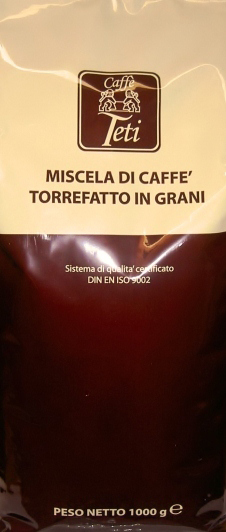 Caffè
Teti
MISCELA DI CAFFE'
TORREFATTO IN GRANI
Sistema di qualita' certificato
DIN EN ISO 9002
PESO NETTO 1000 g ℮